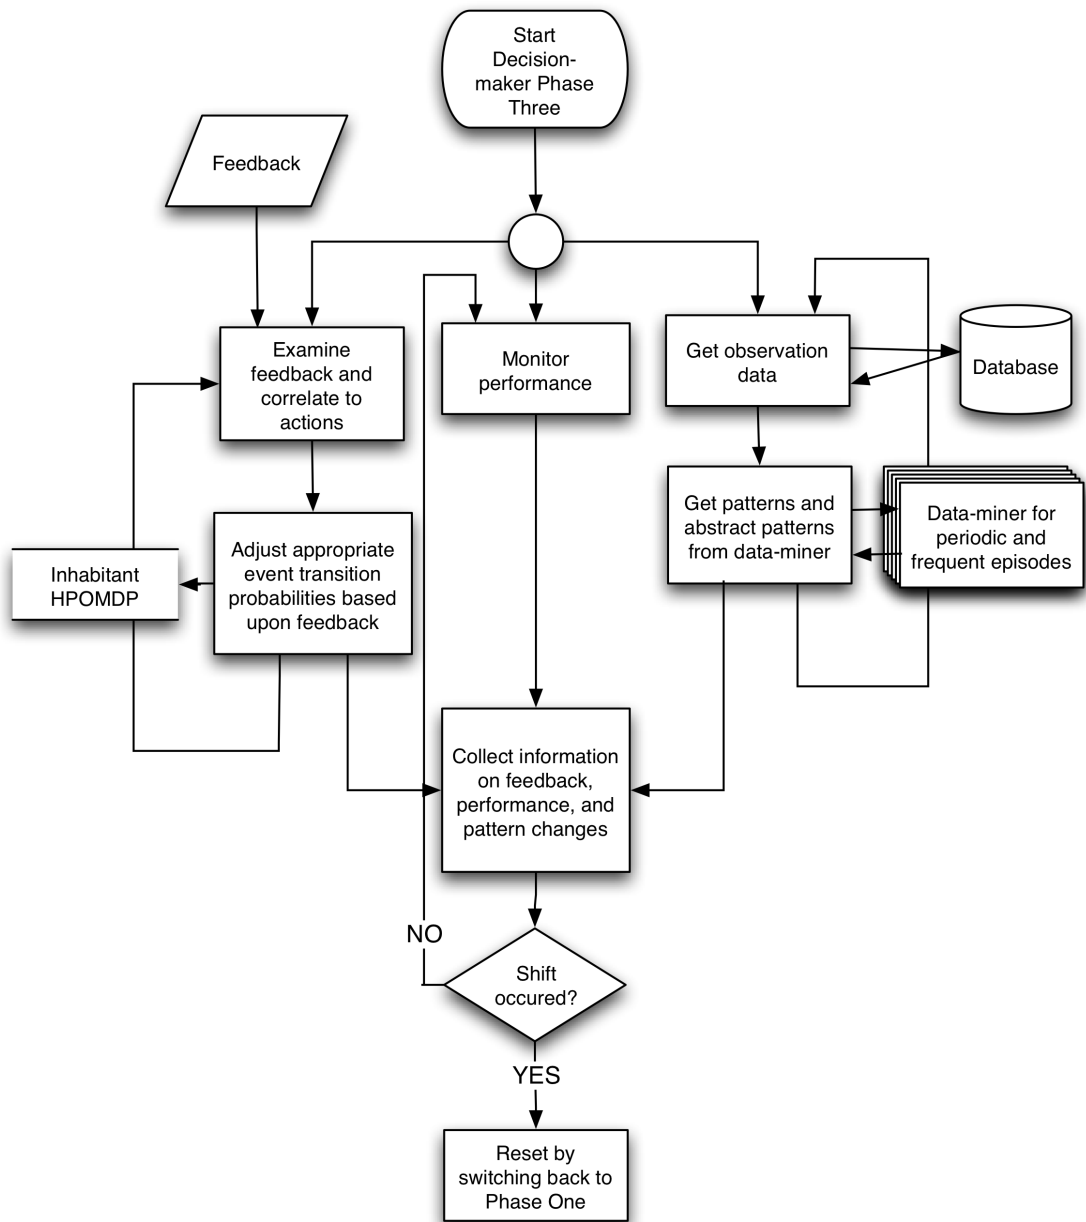 Start
Decision-
maker Phase
Three
Feedback
Examine
feedback and
correlate to
actions
Monitor
performance
Get observation
data
Database
Get patterns and
abstract patterns
from data-miner
Data-miner for
periodic and
frequent episodes
Adjust appropriate
event transition
probabilities based
upon feedback
Inhabitant
HPOMDP
Collect information
on feedback,
performance, and
pattern changes
NO
Shift
occured?
YES
Reset by
switching back to
Phase One